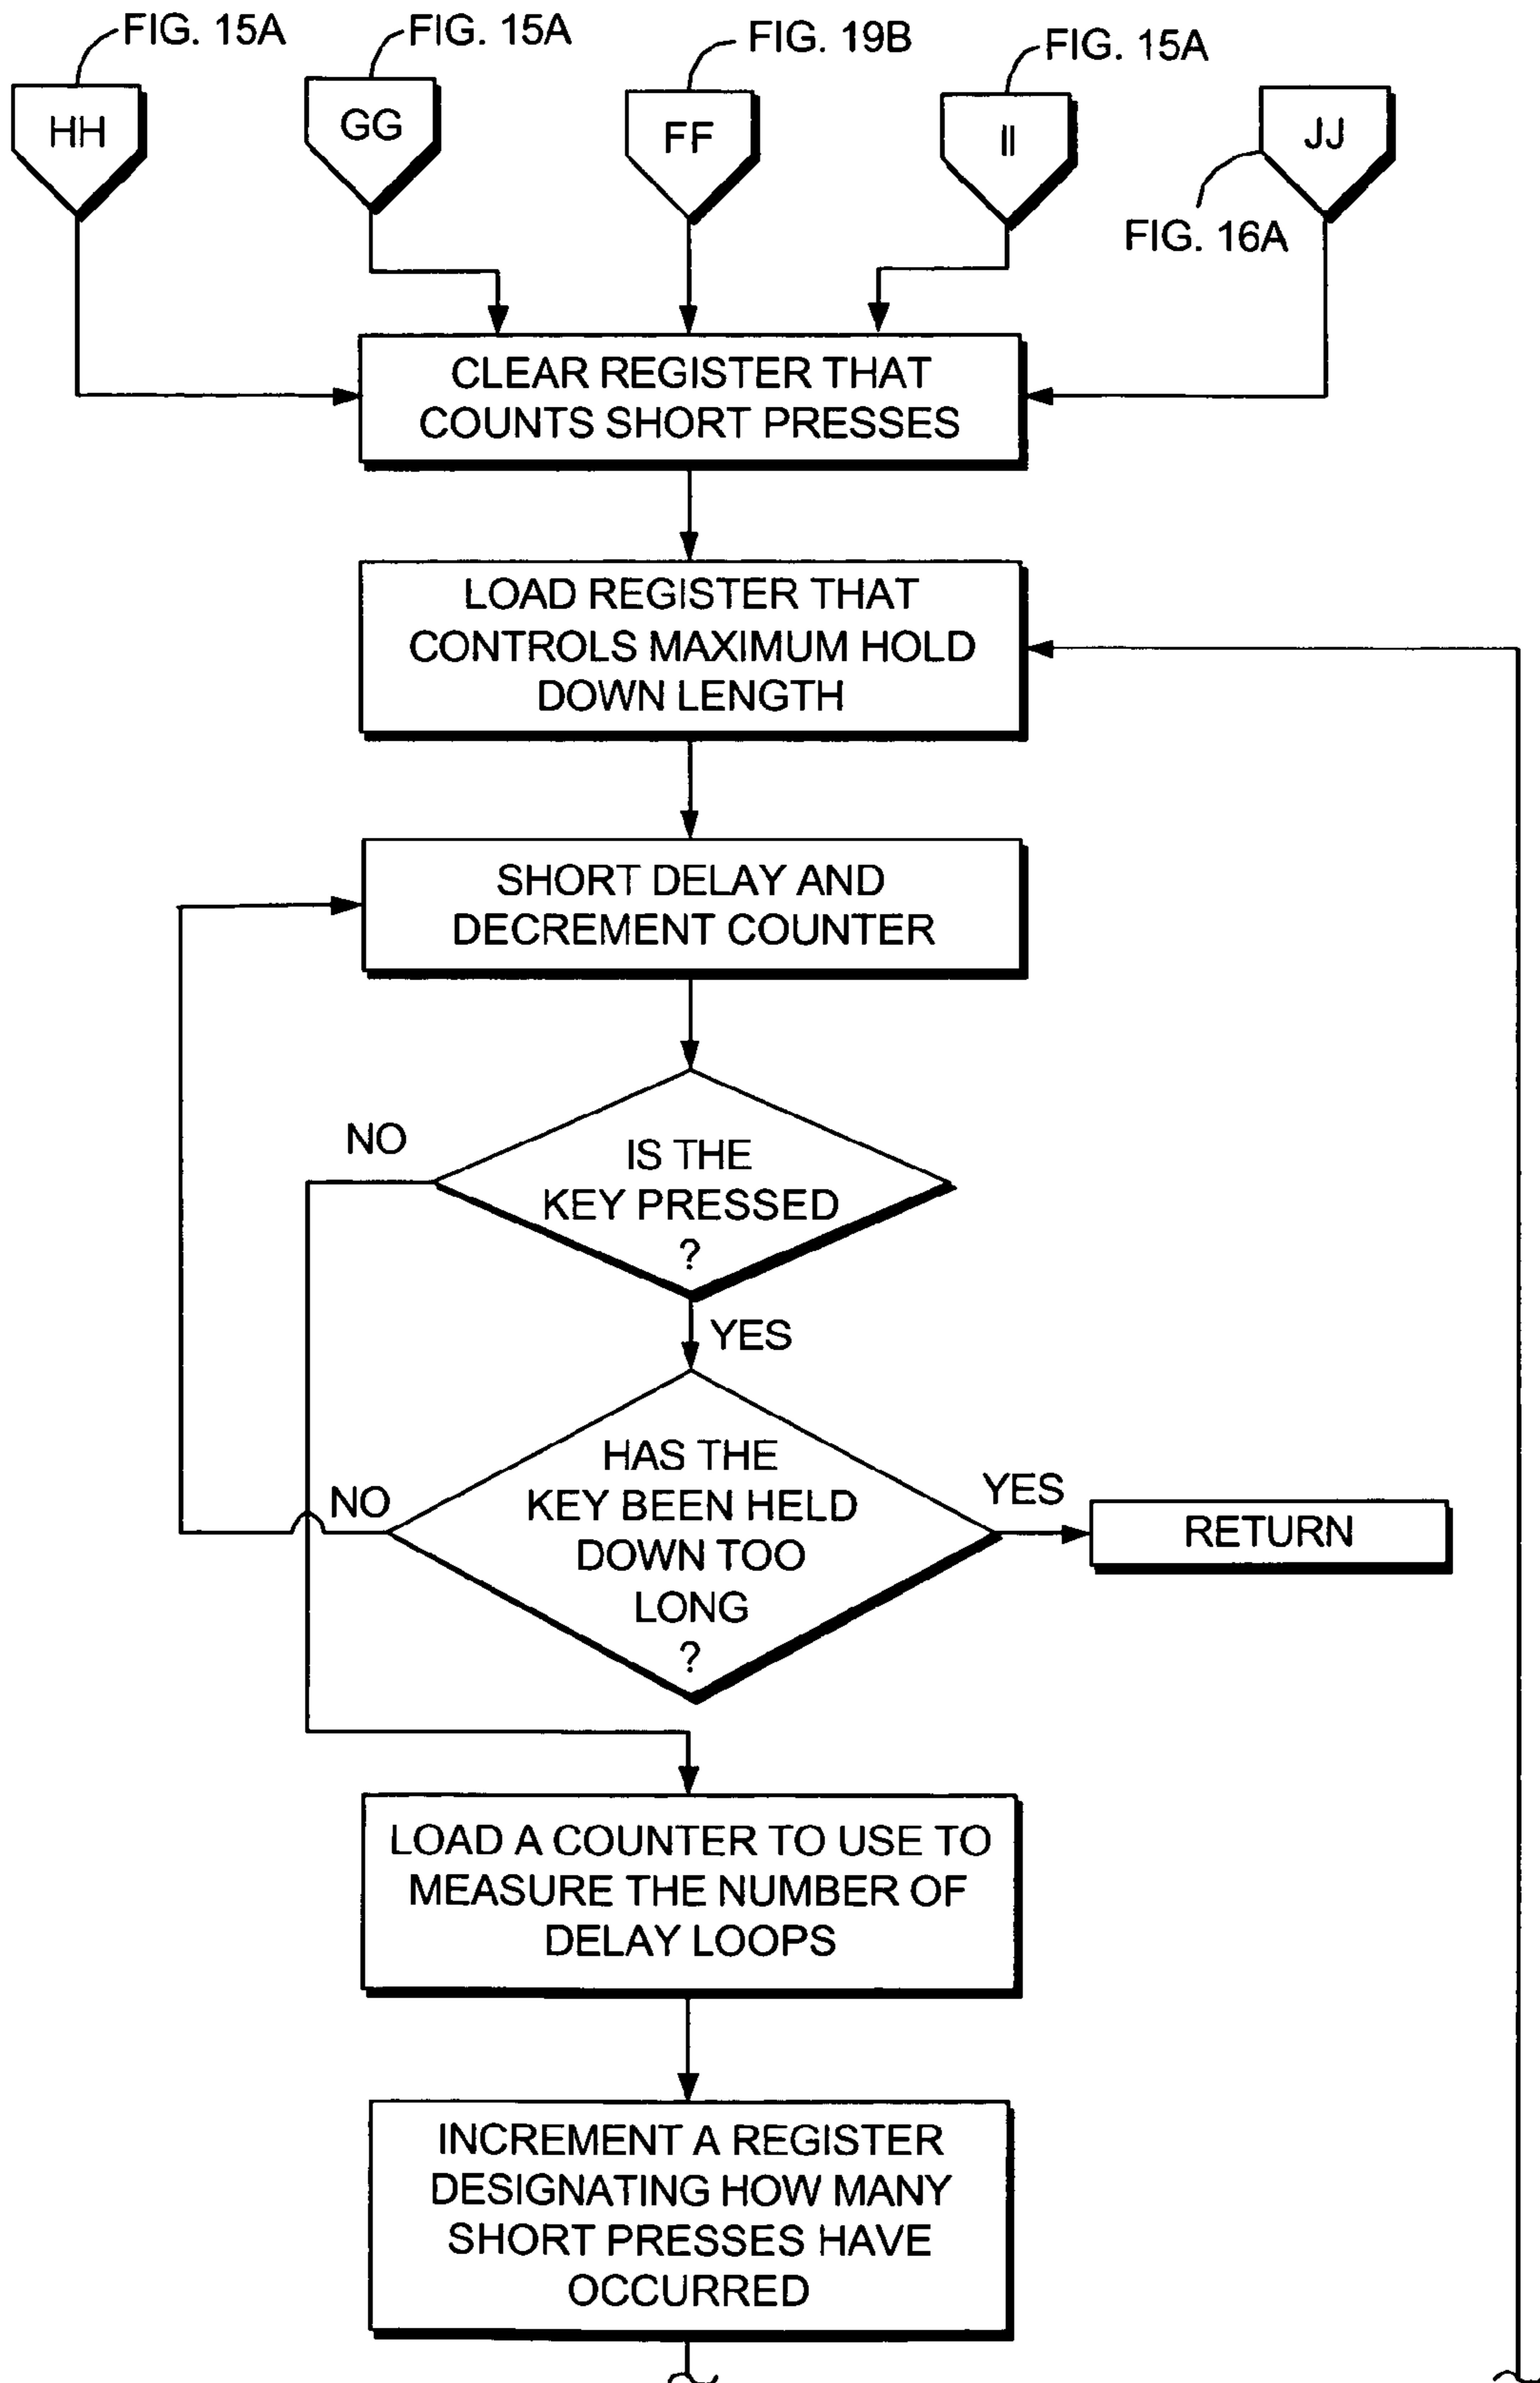 FIG. 15A
FIG. 15A
FIG. 19B
FIG. 15A
HH
GG
FF
II
JJ
FIG. 16A
CLEAR REGISTER THAT
COUNTS SHORT PRESSES
LOAD REGISTER THAT
CONTROLS MAXIMUM HOLD
DOWN LENGTH
SHORT DELAY AND
DECREMENT COUNTER
NO
IS THE
KEY PRESSED
?
YES
HAS THE
KEY BEEN HELD
DOWN TOO
LONG
?
NO
YES
RETURN
LOAD A COUNTER TO USE TO
MEASURE THE NUMBER OF
DELAY LOOPS
INCREMENT A REGISTER
DESIGNATING HOW MANY
SHORT PRESSES HAVE
OCCURRED